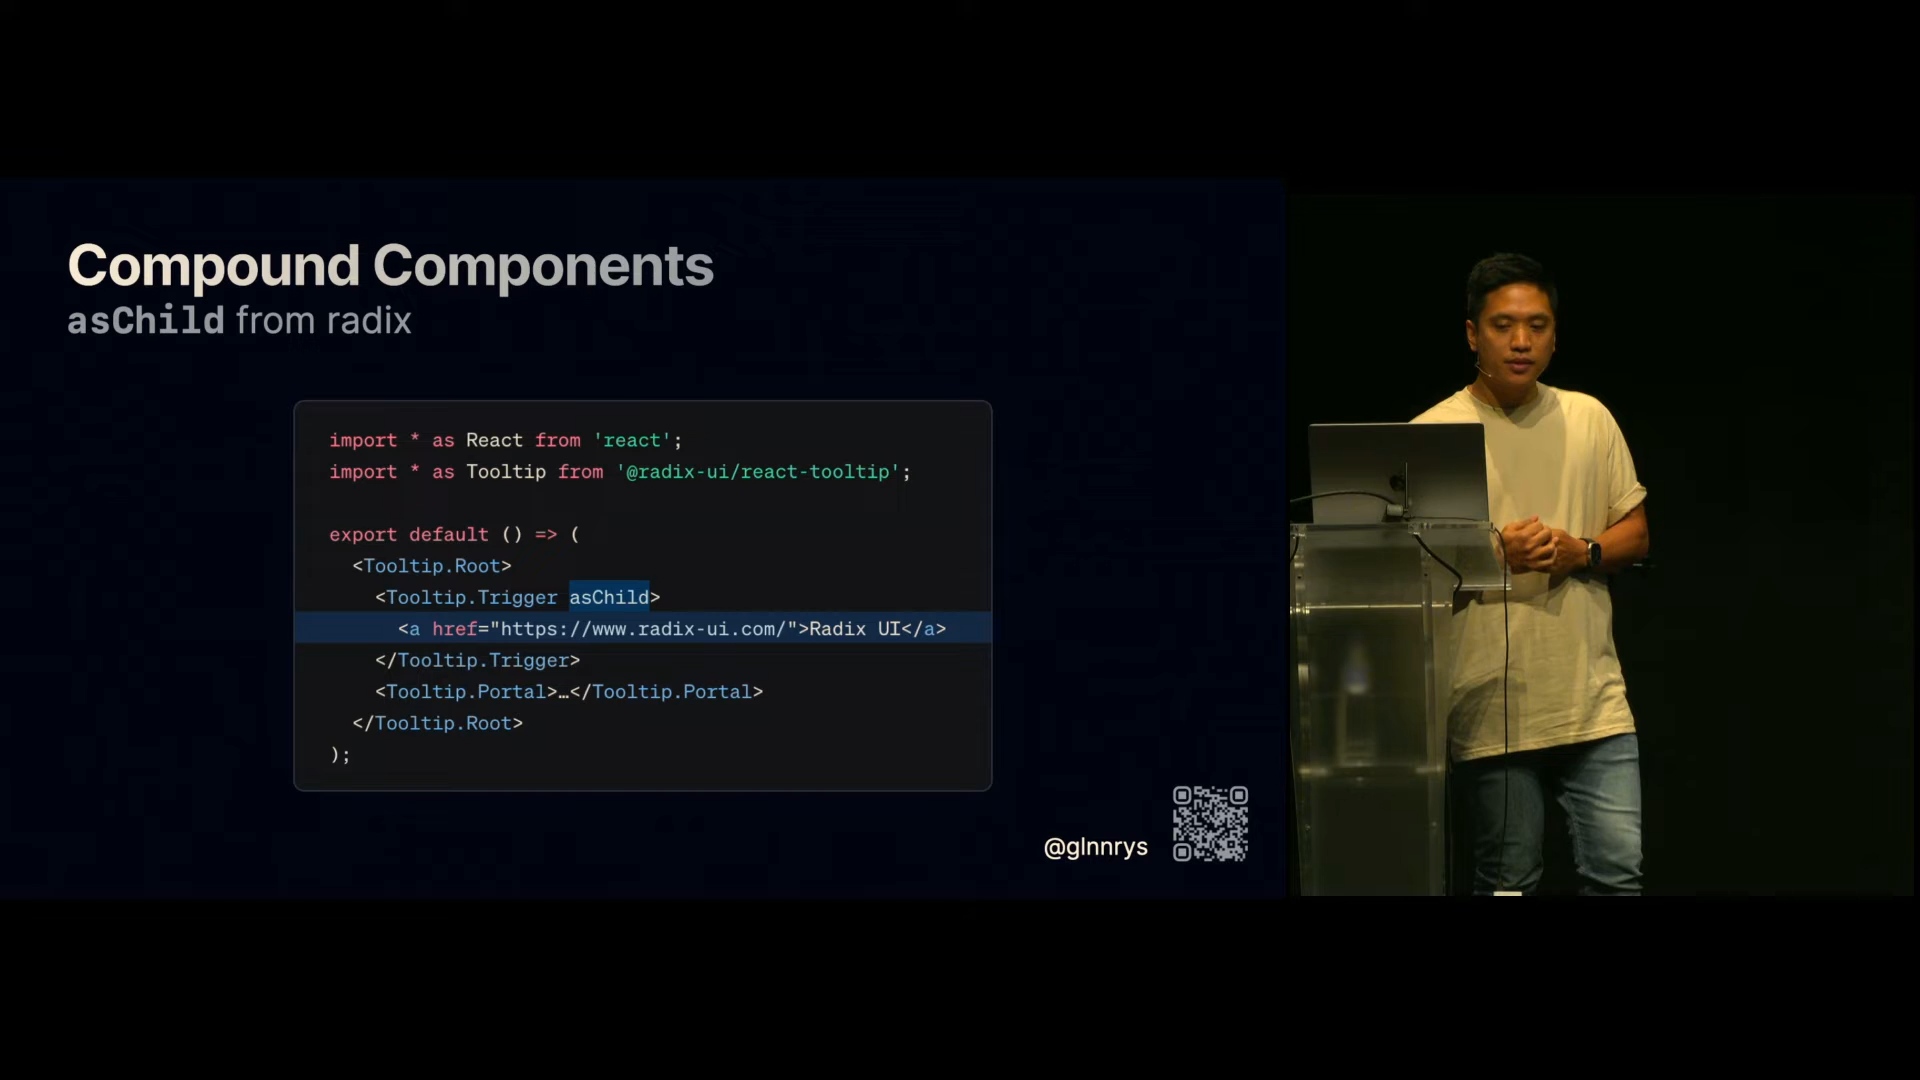 Compound Components
asChild from radix
import * as React from 'react';
import * as Tooltip from '@radix-ui/react-tooltip';
export default () => (
<Tooltip.Root>
<Tooltip.Trigger asChild>
<a href="https://www.radix-ui.com/">Radix UI</a>
</Tooltip.Trigger>
<Tooltip.Portal>…</Tooltip.Portal>
</Tooltip.Root>
);
@glnnrys